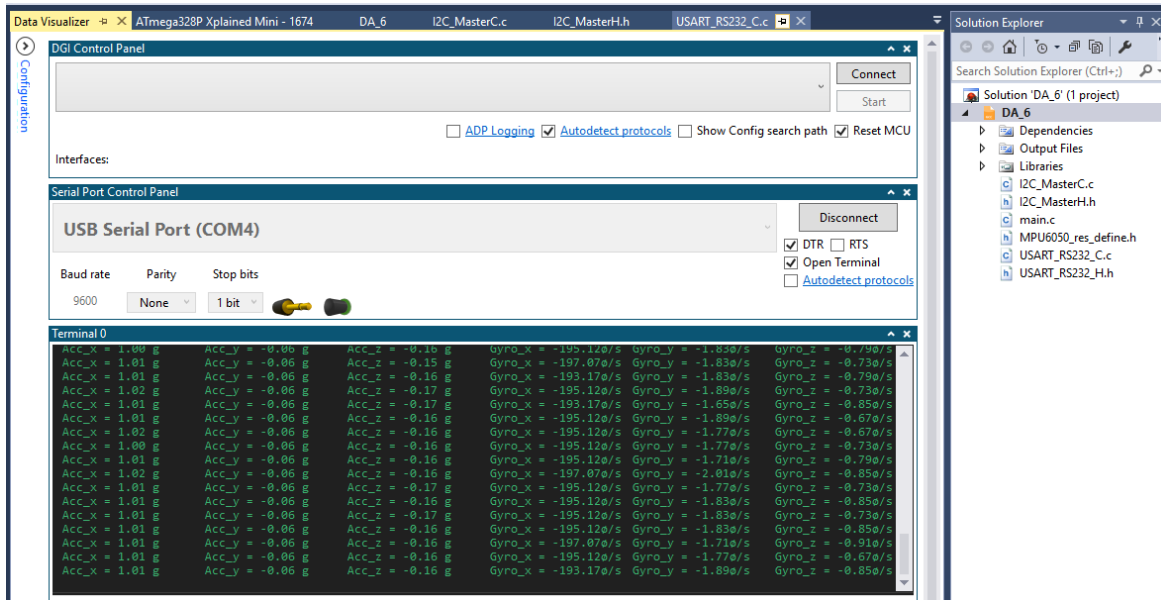 Data Visualizer ATmega328P Xplained Mini - 1674 DA_6 I2C_MasterC.c I2C_MasterH.h USART_RS232_C.c
Configuration
DGI Control Panel
Connect
Start
ADP Logging Autodetect protocols Show Config search path Reset MCU
Interfaces:
Serial Port Control Panel
USB Serial Port (COM4)
Disconnect
DTR RTS
Open Terminal
Autodetect protocols
Baud rate Parity Stop bits
9600 None 1 bit
Terminal 0
Acc_x = 1.00 g Acc_y = -0.06 g Acc_z = -0.16 g Gyro_x = -195.12ø/s Gyro_y = -1.83ø/s Gyro_z = -0.79ø/s
Acc_x = 1.01 g Acc_y = -0.06 g Acc_z = -0.15 g Gyro_x = -197.07ø/s Gyro_y = -1.83ø/s Gyro_z = -0.79ø/s
Acc_x = 1.01 g Acc_y = -0.06 g Acc_z = -0.16 g Gyro_x = -193.17ø/s Gyro_y = -1.83ø/s Gyro_z = -0.79ø/s
Acc_x = 1.02 g Acc_y = -0.06 g Acc_z = -0.17 g Gyro_x = -195.12ø/s Gyro_y = -1.89ø/s Gyro_z = -0.73ø/s
Acc_x = 1.01 g Acc_y = -0.06 g Acc_z = -0.17 g Gyro_x = -193.17ø/s Gyro_y = -1.65ø/s Gyro_z = -0.85ø/s
Acc_x = 1.01 g Acc_y = -0.06 g Acc_z = -0.16 g Gyro_x = -195.12ø/s Gyro_y = -1.89ø/s Gyro_z = -0.67ø/s
Acc_x = 1.02 g Acc_y = -0.06 g Acc_z = -0.16 g Gyro_x = -195.12ø/s Gyro_y = -1.77ø/s Gyro_z = -0.67ø/s
Acc_x = 1.00 g Acc_y = -0.06 g Acc_z = -0.16 g Gyro_x = -195.12ø/s Gyro_y = -1.77ø/s Gyro_z = -0.73ø/s
Acc_x = 1.01 g Acc_y = -0.06 g Acc_z = -0.16 g Gyro_x = -195.12ø/s Gyro_y = -1.71ø/s Gyro_z = -0.79ø/s
Acc_x = 1.02 g Acc_y = -0.06 g Acc_z = -0.16 g Gyro_x = -197.07ø/s Gyro_y = -2.01ø/s Gyro_z = -0.85ø/s
Acc_x = 1.01 g Acc_y = -0.06 g Acc_z = -0.17 g Gyro_x = -195.12ø/s Gyro_y = -1.77ø/s Gyro_z = -0.73ø/s
Acc_x = 1.01 g Acc_y = -0.06 g Acc_z = -0.16 g Gyro_x = -195.12ø/s Gyro_y = -1.83ø/s Gyro_z = -0.85ø/s
Acc_x = 1.01 g Acc_y = -0.06 g Acc_z = -0.17 g Gyro_x = -195.12ø/s Gyro_y = -1.83ø/s Gyro_z = -0.73ø/s
Acc_x = 1.01 g Acc_y = -0.06 g Acc_z = -0.16 g Gyro_x = -195.12ø/s Gyro_y = -1.83ø/s Gyro_z = -0.85ø/s
Acc_x = 1.01 g Acc_y = -0.06 g Acc_z = -0.16 g Gyro_x = -197.07ø/s Gyro_y = -1.71ø/s Gyro_z = -0.91ø/s
Acc_x = 1.01 g Acc_y = -0.06 g Acc_z = -0.16 g Gyro_x = -195.12ø/s Gyro_y = -1.77ø/s Gyro_z = -0.67ø/s
Acc_x = 1.01 g Acc_y = -0.06 g Acc_z = -0.16 g Gyro_x = -193.17ø/s Gyro_y = -1.89ø/s Gyro_z = -0.85ø/s
Solution Explorer
Search Solution Explorer (Ctrl+;)
Solution 'DA_6' (1 project)
DA_6
Dependencies
Output Files
Libraries
I2C_MasterC.c
I2C_MasterH.h
main.c
MPU6050_res_define.h
USART_RS232_C.c
USART_RS232_H.h